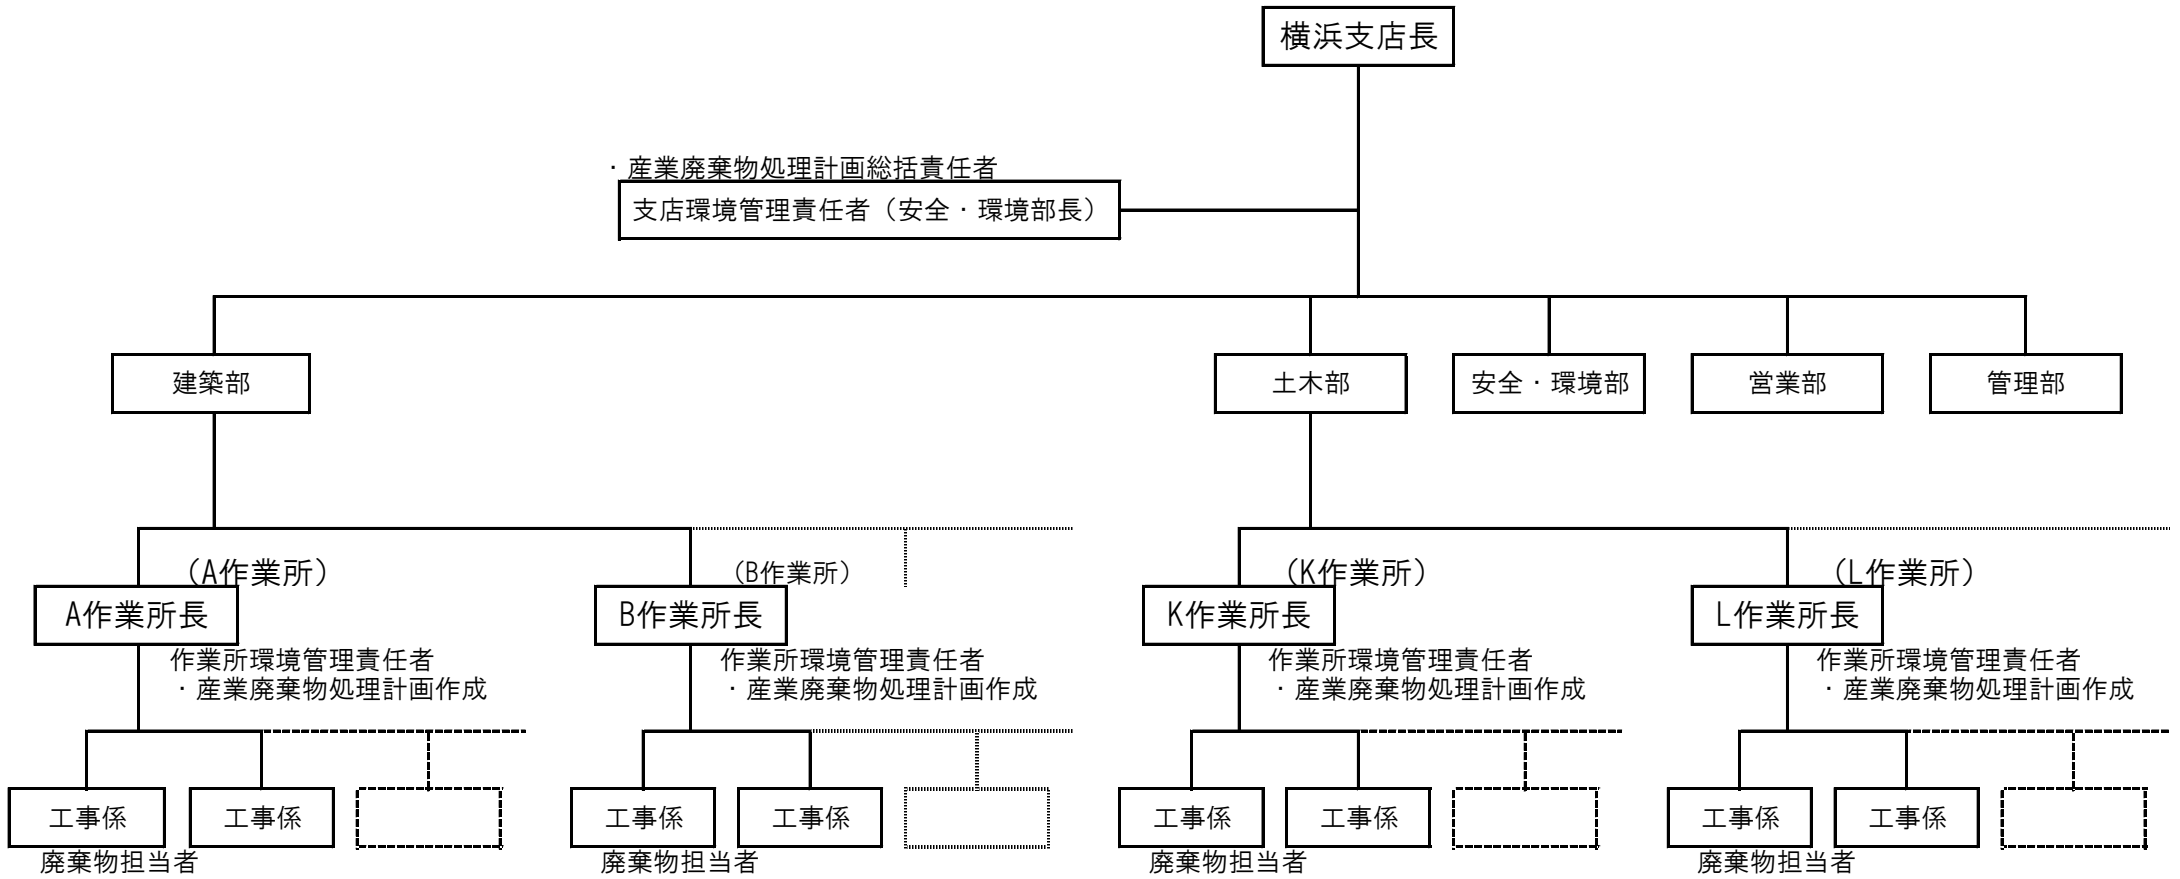 横浜支店長
・産業廃棄物処理計画総括責任者
支店環境管理責任者（安全・環境部長）
建築部
土木部
安全・環境部
営業部
管理部
（A作業所）
（B作業所）
（K作業所）
（L作業所）
A作業所長
B作業所長
K作業所長
L作業所長
作業所環境管理責任者
・産業廃棄物処理計画作成
作業所環境管理責任者
・産業廃棄物処理計画作成
作業所環境管理責任者
・産業廃棄物処理計画作成
作業所環境管理責任者
・産業廃棄物処理計画作成
工事係
工事係
工事係
工事係
工事係
工事係
工事係
工事係
廃棄物担当者
廃棄物担当者
廃棄物担当者
廃棄物担当者